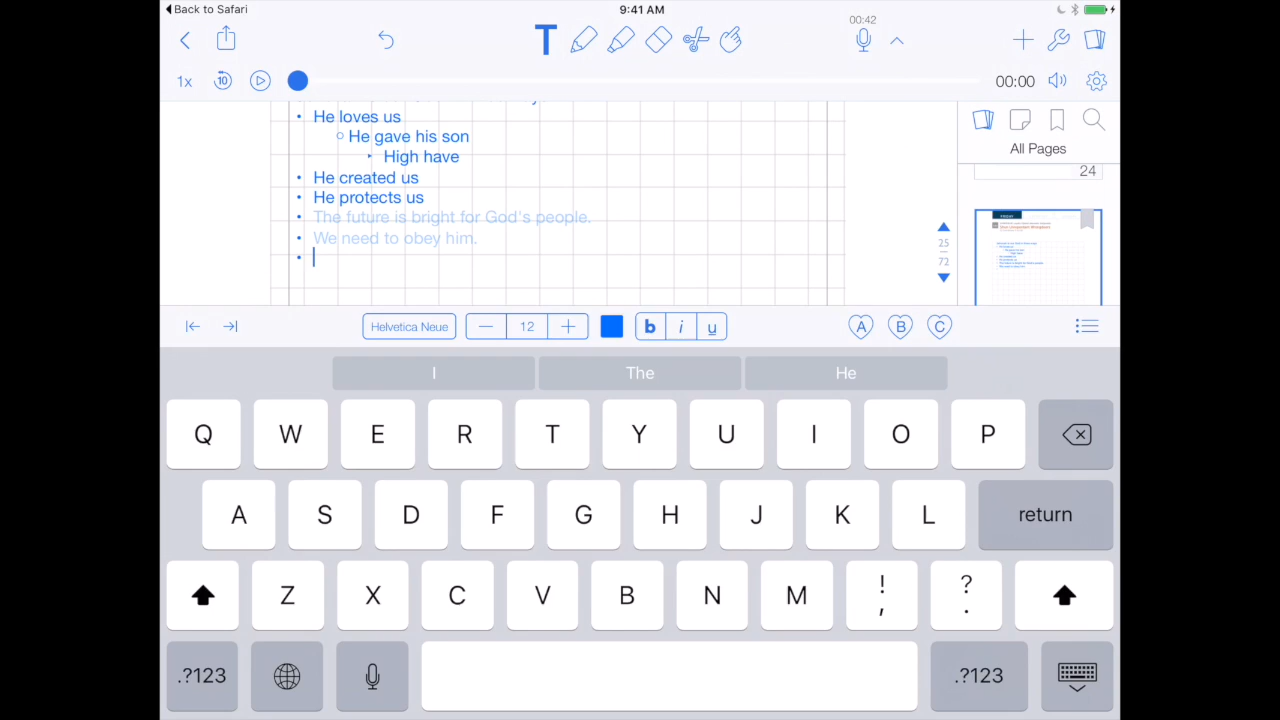 Back to Safari
9:41 AM
00:42
T
1x
10
00:00
He loves us
He gave his son
High have
He created us
He protects us
The future is bright for God's people.
We need to obey him.
All Pages
24
25
72
Helvetica Neue
12
b i u
A B C
I The He
Q W E R T Y U I O P
A S D F G H J K L return
Z X C V B N M ! , ? .
.?123 .?123